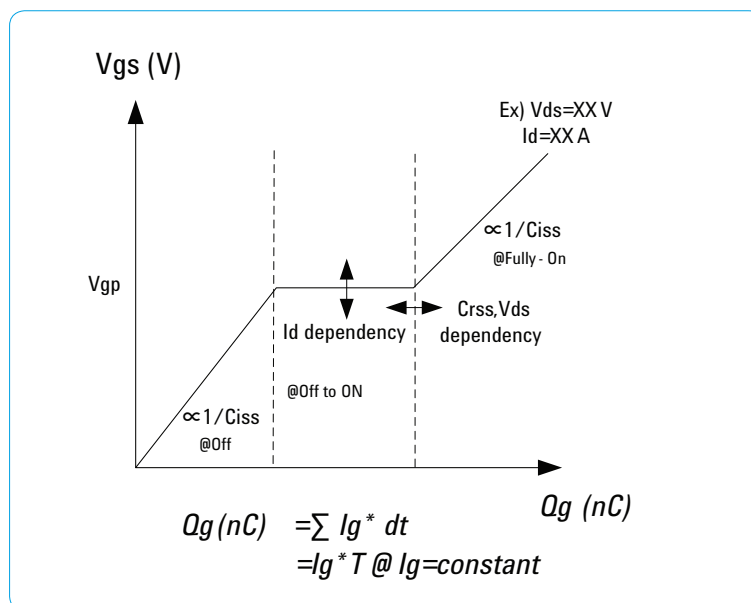 Vgs (V)
Ex) Vds=XX V
Id=XX A
∝1/Ciss
@Fully - On
Vgp
Crss,Vds
dependency
Id dependency
@Off to ON
∝1/Ciss
@Off
Qg (nC)
Qg (nC) =∑ Ig* dt
=Ig* T @ Ig=constant